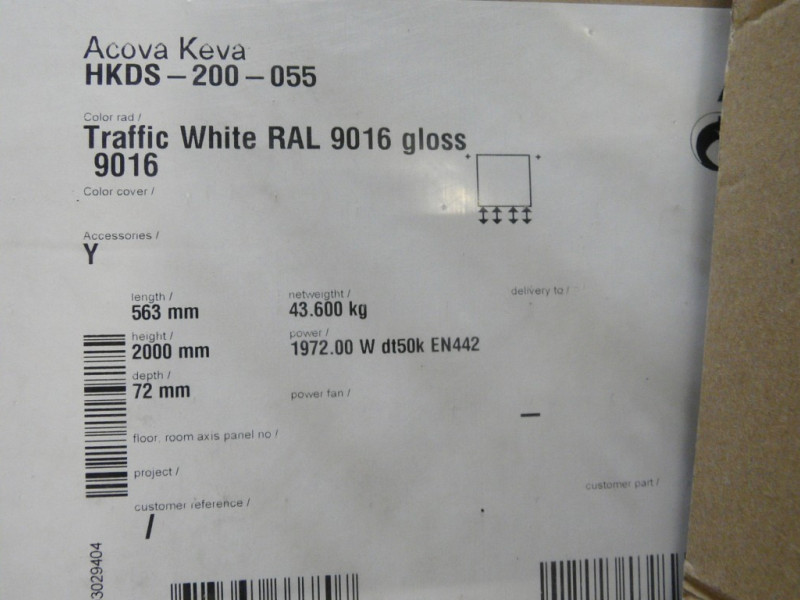 Acova Keva
HKDS – 200 – 055
Color rad /
Traffic White RAL 9016 gloss
9016
Color cover /
Accessories /
Y
length /
563 mm
netweigtht /
43.600 kg
delivery to /
height /
2000 mm
power /
1972.00 W dt50k EN442
depth /
72 mm
power fan /
–
floor, room axis panel no /
project /
customer part /
customer reference /
/
3029404